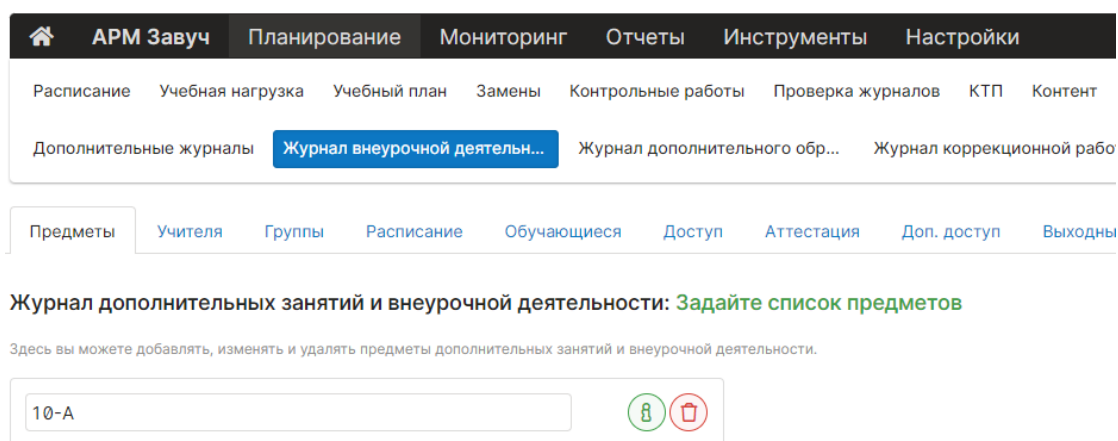 АРМ Завуч Планирование Мониторинг Отчеты Инструменты Настройки
Расписание Учебная нагрузка Учебный план Замены Контрольные работы Проверка журналов КТП Контент
Дополнительные журналы Журнал внеурочной деятельн... Журнал дополнительного обр... Журнал коррекционной рабо
Предметы Учителя Группы Расписание Обучающиеся Доступ Аттестация Доп. доступ Выходны
Журнал дополнительных занятий и внеурочной деятельности: Задайте список предметов
Здесь вы можете добавлять, изменять и удалять предметы дополнительных занятий и внеурочной деятельности.
10-А